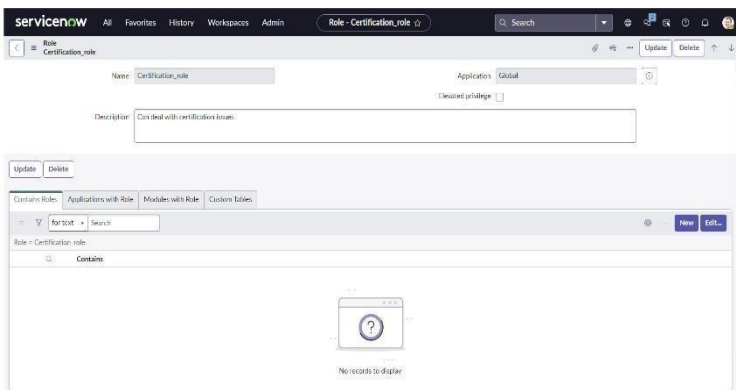 servicenow All Favorites History Workspaces Admin Role - Certification_role Search
Role
Certification_role
Update Delete
Name Certification_role Application Global
Elevated privilege
Description Can deal with certification issues
Update Delete
Contains Roles Applications with Role Modules with Role Custom Tables
for text Search New Edit...
Role = Certification_role
Contains
?
No records to display